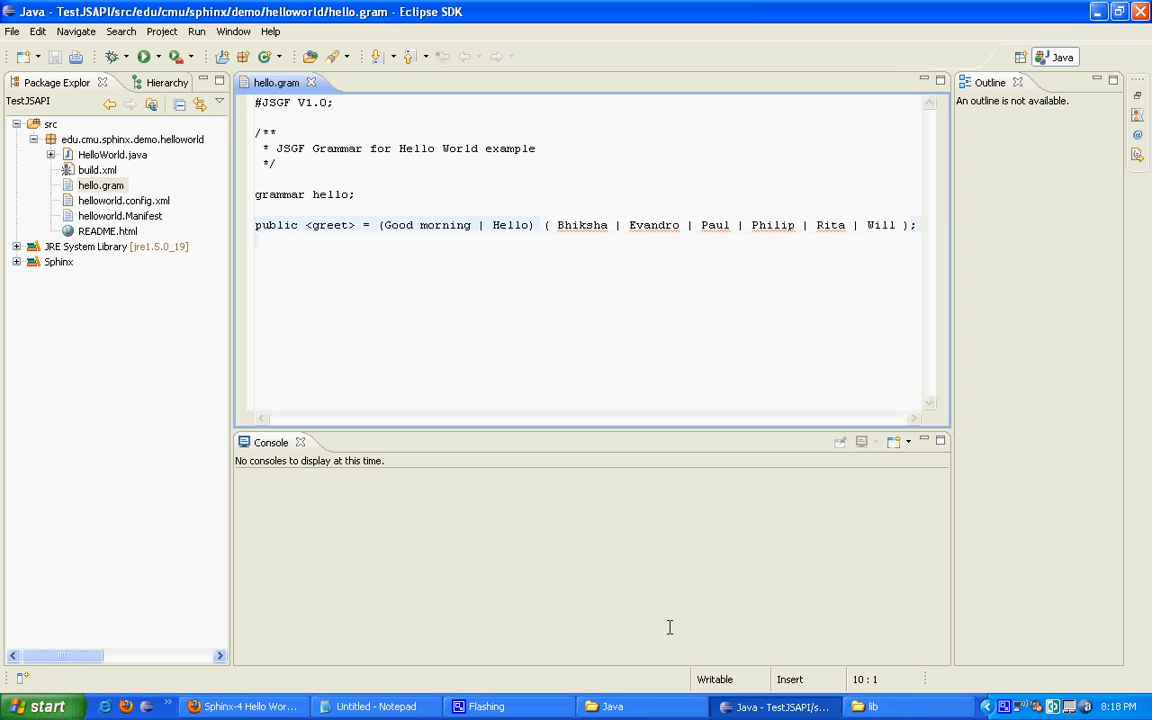 Java - TestJSAPI/src/edu/cmu/sphinx/demo/helloworld/hello.gram - Eclipse SDK
File Edit Navigate Search Project Run Window Help
Java
Package Explor Hierarchy
TestJSAPI
src
edu.cmu.sphinx.demo.helloworld
HelloWorld.java
build.xml
hello.gram
helloworld.config.xml
helloworld.Manifest
README.html
JRE System Library [jre1.5.0_19]
Sphinx
hello.gram
#JSGF V1.0;
/**
* JSGF Grammar for Hello World example
*/
grammar hello;
public <greet> = (Good morning | Hello) ( Bhiksha | Evandro | Paul | Philip | Rita | Will );
Outline
An outline is not available.
Console
No consoles to display at this time.
Writable Insert 10 : 1
start Sphinx-4 Hello Wor... Untitled - Notepad Flashing Java Java - TestJSAPI/s... lib 8:18 PM